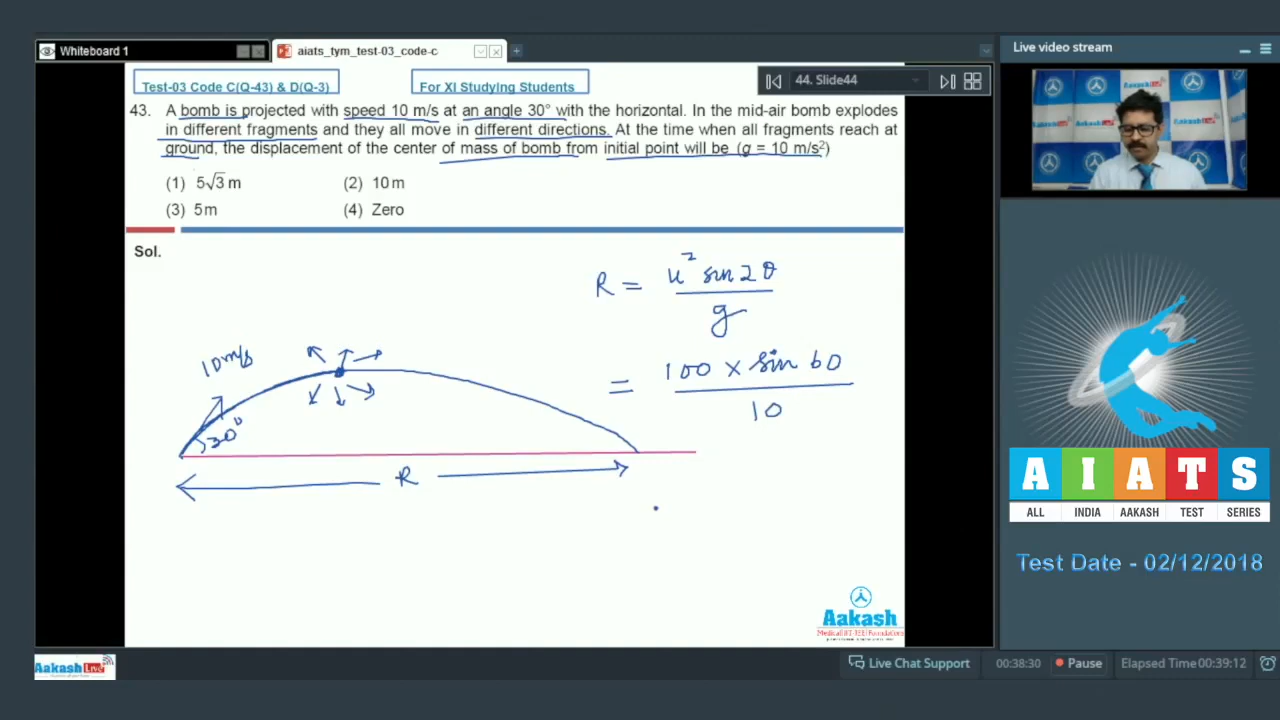 Whiteboard 1
aiats_tym_test-03_code-c
Live video stream
Test-03 Code C(Q-43) & D(Q-3)
For XI Studying Students
44. Slide44
43. A bomb is projected with speed 10 m/s at an angle 30° with the horizontal. In the mid-air bomb explodes
in different fragments and they all move in different directions. At the time when all fragments reach at
ground, the displacement of the center of mass of bomb from initial point will be (g = 10 m/s²)
(1) 5√3 m (2) 10 m
(3) 5 m (4) Zero
Sol.
R = u² sin 2θ
g
10 m/s
= 100 × sin 60
10
30°
R
A I A T S
ALL INDIA AAKASH TEST SERIES
Test Date - 02/12/2018
Aakash
Medical|IIT-JEE|Foundations
Aakash Live
Live Chat Support
00:38:30
Pause
Elapsed Time 00:39:12